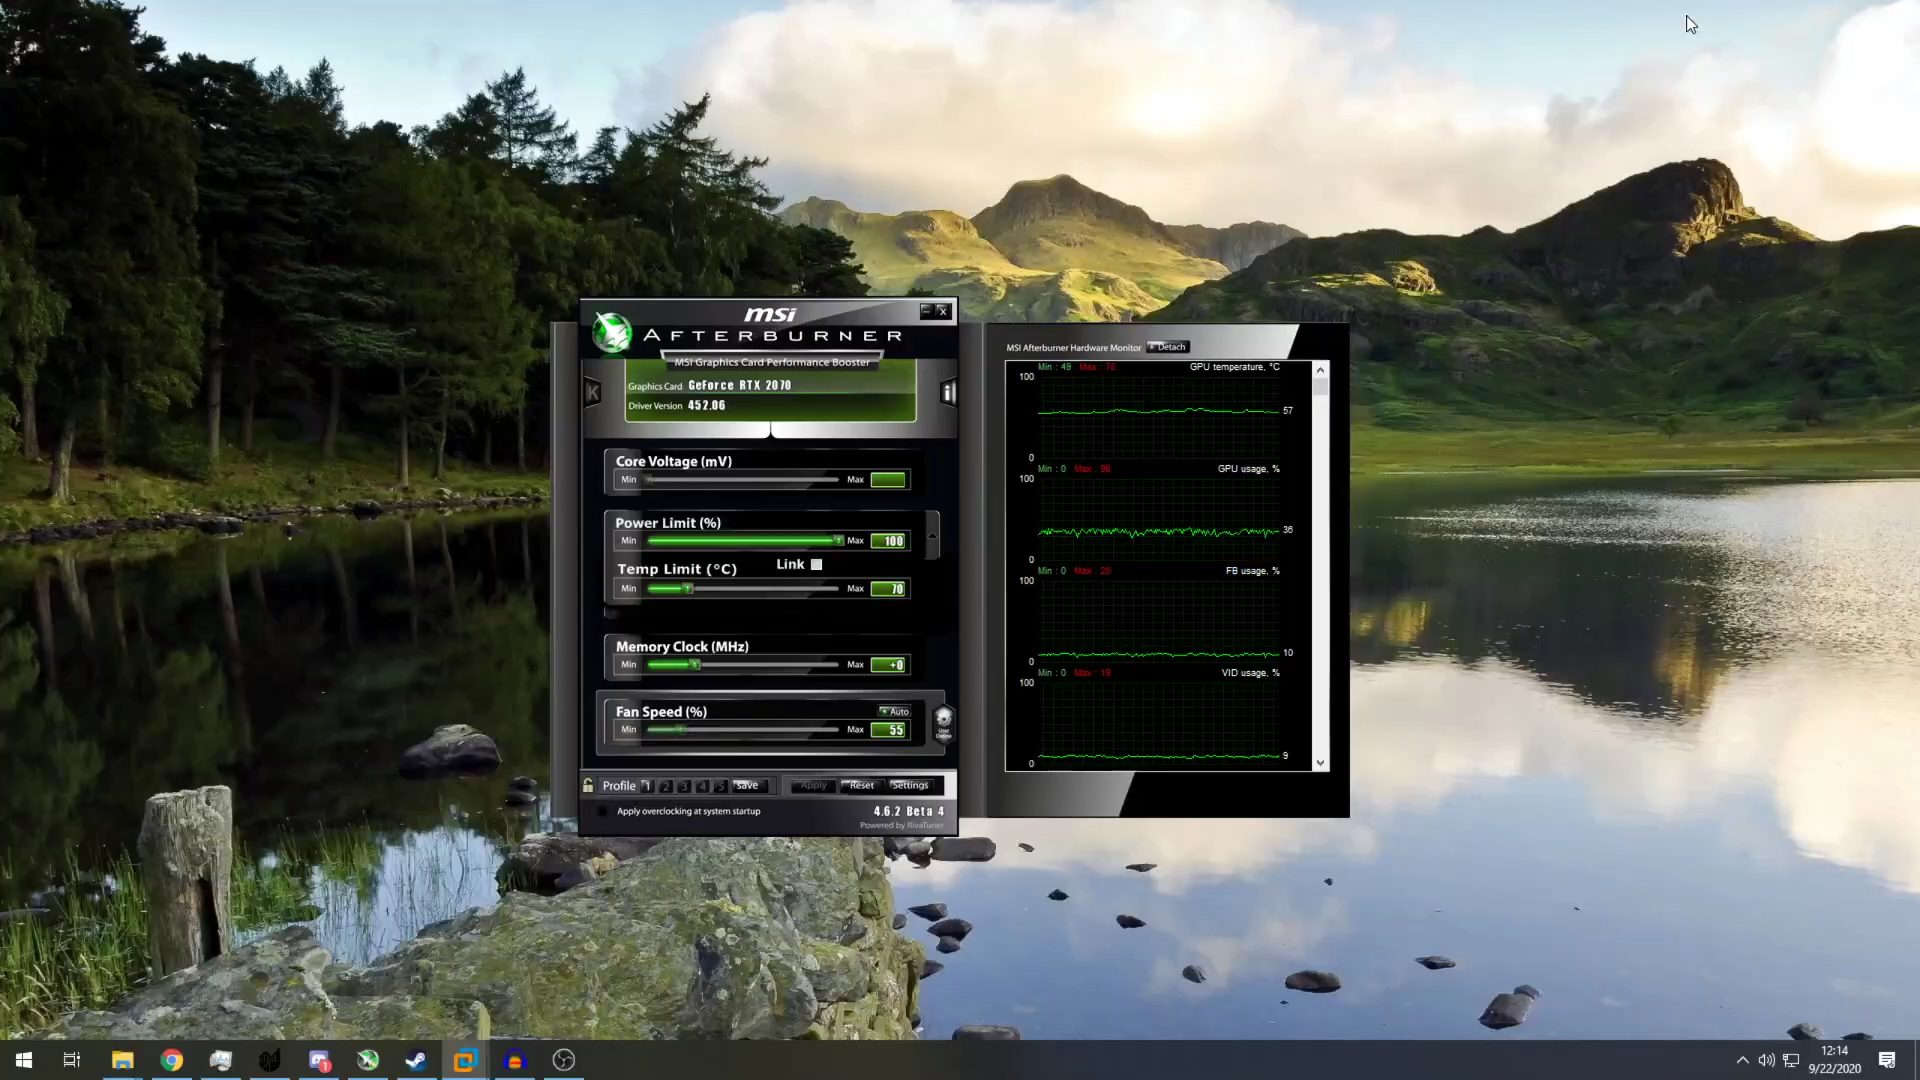 msi
AFTERBURNER
MSI Graphics Card Performance Booster
K
i
Graphics Card GeForce RTX 2070
Driver Version 452.06
Core Voltage (mV)
Min Max
Power Limit (%)
Min Max 100
Temp Limit (°C) Link
Min Max 70
Memory Clock (MHz)
Min Max +0
Fan Speed (%) Auto
Min Max 55
User
Define
Profile 1 2 3 4 5 save Apply Reset Settings
Apply overclocking at system startup 4.6.2 Beta 4
Powered by RivaTuner
MSI Afterburner Hardware Monitor Detach
Min : 49 Max : 78 GPU temperature, °C
100
57
0
Min : 0 Max : 98 GPU usage, %
100
36
0
Min : 0 Max : 25 FB usage, %
100
10
0
Min : 0 Max : 19 VID usage, %
100
9
0
1
12:14
9/22/2020